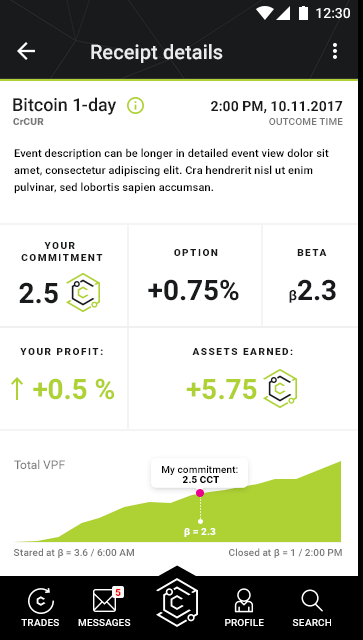 12:30
Receipt details
Bitcoin 1-day
2:00 PM, 10.11.2017
CrCUR
OUTCOME TIME
Event description can be longer in detailed event view dolor sit
amet, consectetur adipiscing elit. Cra hendrerit nisl ut enim
pulvinar, sed lobortis sapien accumsan.
YOUR
COMMITMENT
2.5
OPTION
+0.75%
BETA
β2.3
YOUR PROFIT:
↑ +0.5 %
ASSETS EARNED:
+5.75
Total VPF
My commitment:
2.5 CCT
β = 2.3
Stared at β = 3.6 / 6:00 AM
Closed at β = 1 / 2:00 PM
5
TRADES
MESSAGES
PROFILE
SEARCH